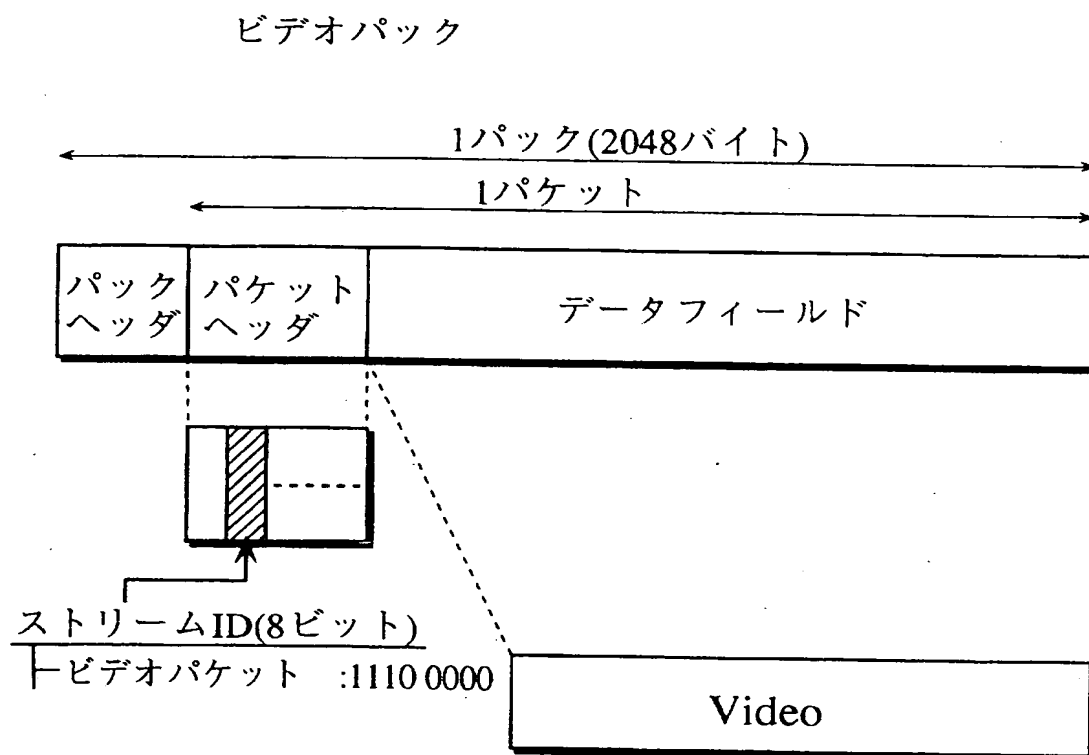 ビデオパック
1パック(2048バイト)
1パケット
パック
ヘッダ
パケット
ヘッダ
データフィールド
ストリームID(8ビット)
ビデオパケット :1110 0000
Video